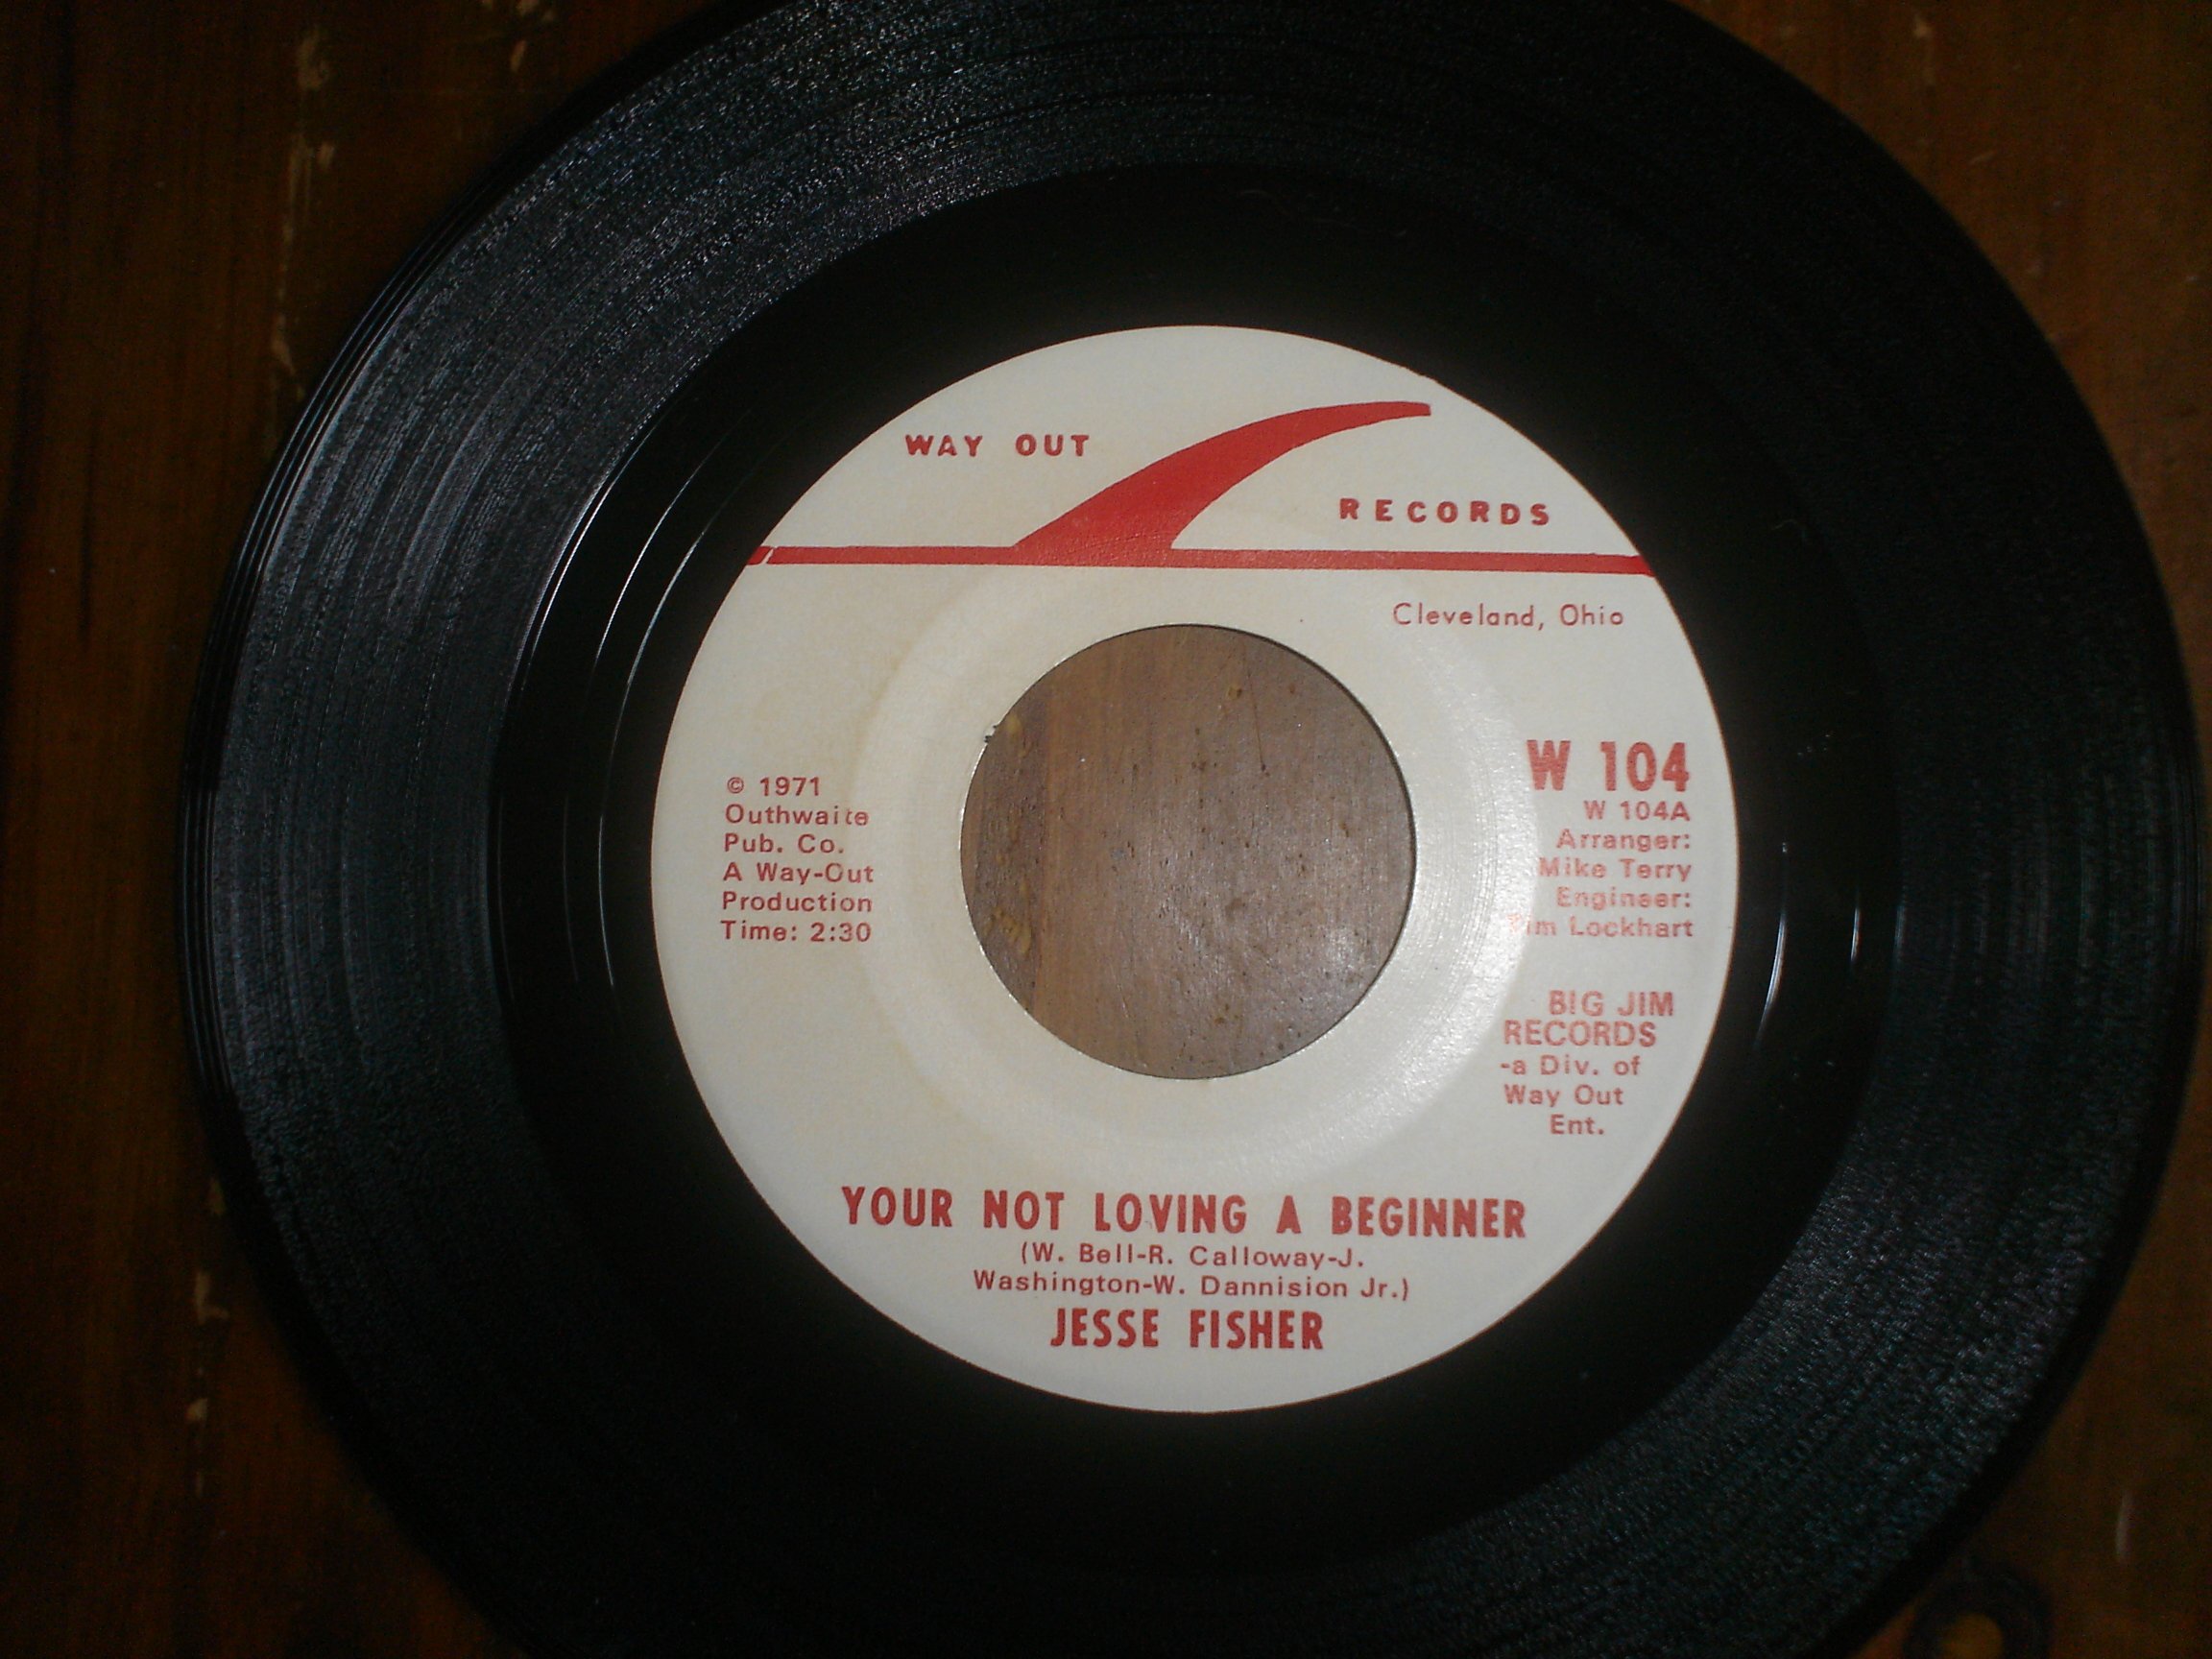 WAY OUT
RECORDS
Cleveland, Ohio
© 1971
Outhwaite
Pub. Co.
A Way-Out
Production
Time: 2:30
W 104
W 104A
Arranger:
Mike Terry
Engineer:
Lockhart
BIG JIM
RECORDS
-a Div. of
Way Out
Ent.
YOUR NOT LOVING A BEGINNER
(W. Bell-R. Calloway-J.
Washington-W. Dannision Jr.)
JESSE FISHER